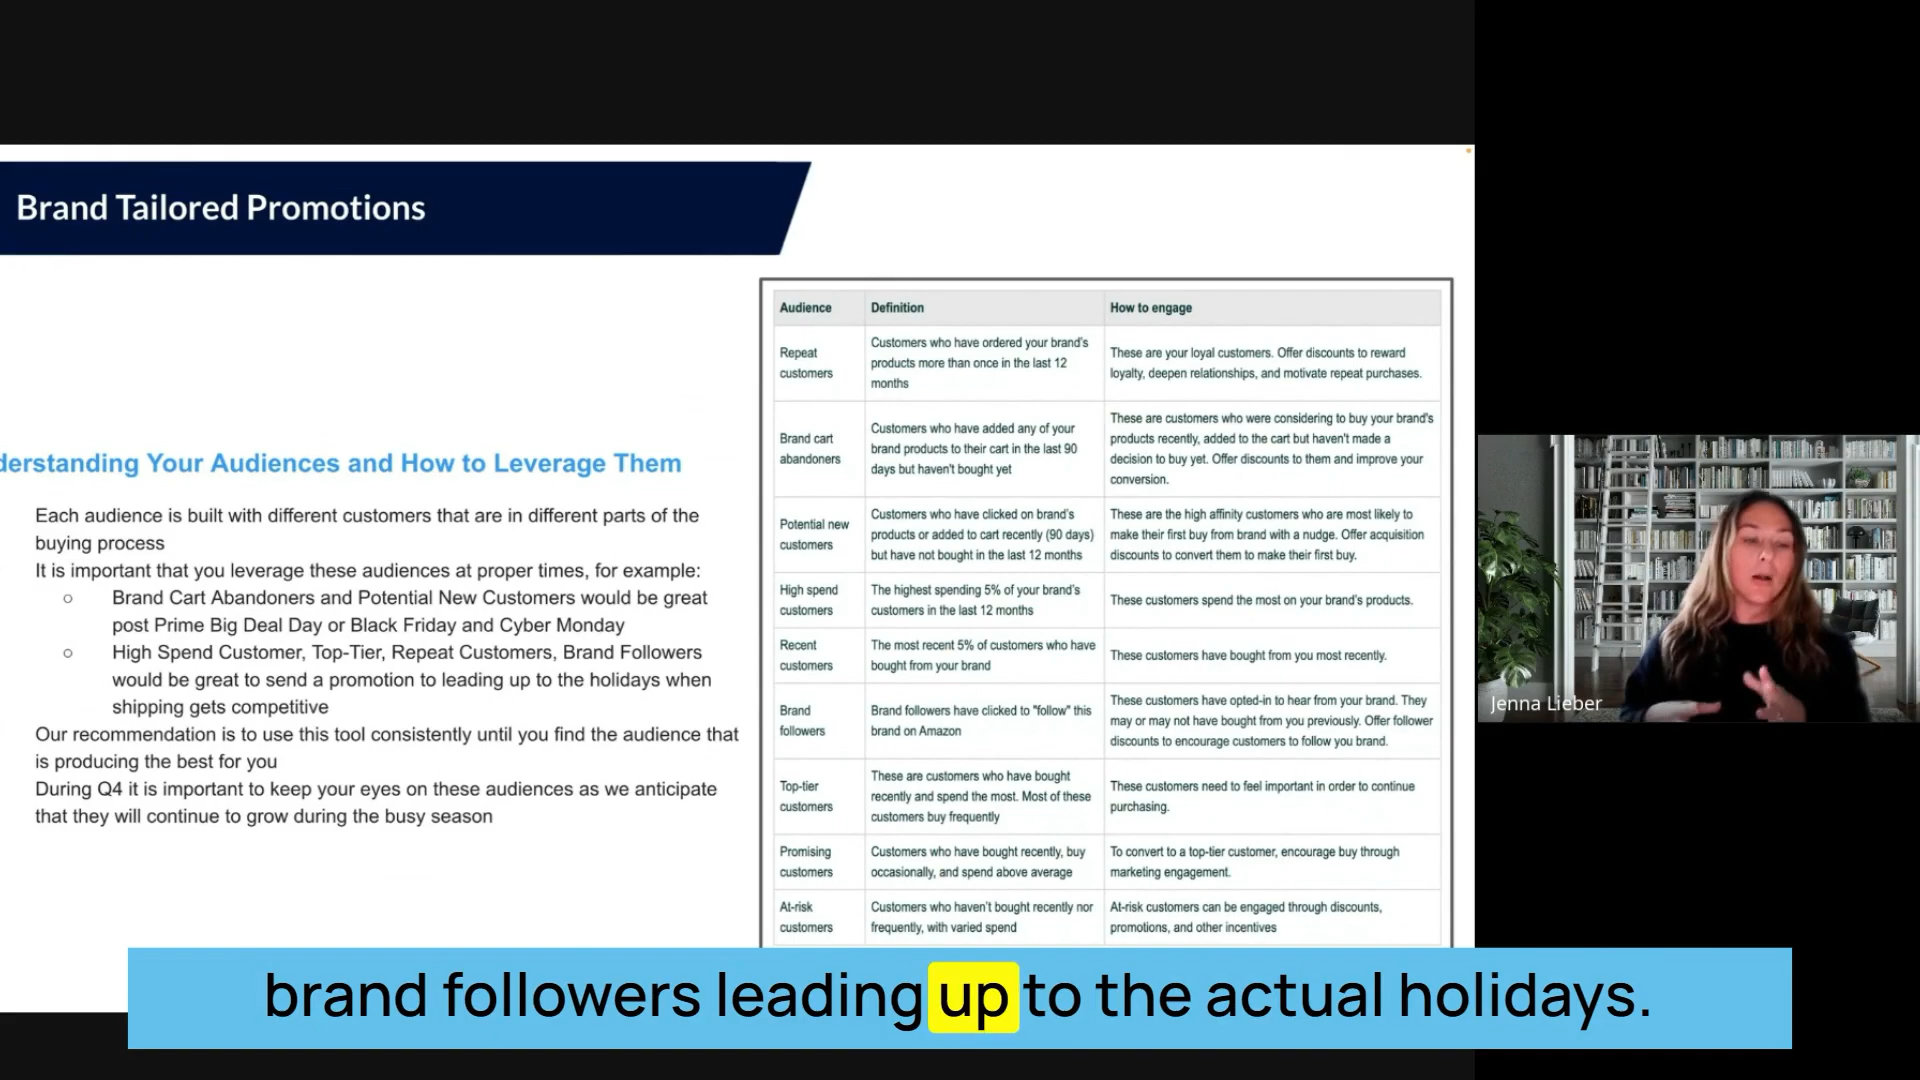 Brand Tailored Promotions
derstanding Your Audiences and How to Leverage Them
Each audience is built with different customers that are in different parts of the
buying process
It is important that you leverage these audiences at proper times, for example:
○ Brand Cart Abandoners and Potential New Customers would be great
post Prime Big Deal Day or Black Friday and Cyber Monday
○ High Spend Customer, Top-Tier, Repeat Customers, Brand Followers
would be great to send a promotion to leading up to the holidays when
shipping gets competitive
Our recommendation is to use this tool consistently until you find the audience that
is producing the best for you
During Q4 it is important to keep your eyes on these audiences as we anticipate
that they will continue to grow during the busy season
Audience Definition How to engage
Repeat
customers
Customers who have ordered your brand's
products more than once in the last 12
months
These are your loyal customers. Offer discounts to reward
loyalty, deepen relationships, and motivate repeat purchases.
Brand cart
abandoners
Customers who have added any of your
brand products to their cart in the last 90
days but haven't bought yet
These are customers who were considering to buy your brand's
products recently, added to the cart but haven't made a
decision to buy yet. Offer discounts to them and improve your
conversion.
Potential new
customers
Customers who have clicked on brand's
products or added to cart recently (90 days)
but have not bought in the last 12 months
These are the high affinity customers who are most likely to
make their first buy from brand with a nudge. Offer acquisition
discounts to convert them to make their first buy.
High spend
customers
The highest spending 5% of your brand's
customers in the last 12 months
These customers spend the most on your brand's products.
Recent
customers
The most recent 5% of customers who have
bought from your brand
These customers have bought from you most recently.
Brand
followers
Brand followers have clicked to "follow" this
brand on Amazon
These customers have opted-in to hear from your brand. They
may or may not have bought from you previously. Offer follower
discounts to encourage customers to follow you brand.
Top-tier
customers
These are customers who have bought
recently and spend the most. Most of these
customers buy frequently
These customers need to feel important in order to continue
purchasing.
Promising
customers
Customers who have bought recently, buy
occasionally, and spend above average
To convert to a top-tier customer, encourage buy through
marketing engagement.
At-risk
customers
Customers who haven't bought recently nor
frequently, with varied spend
At-risk customers can be engaged through discounts,
promotions, and other incentives
Jenna Lieber
brand followers leading up to the actual holidays.